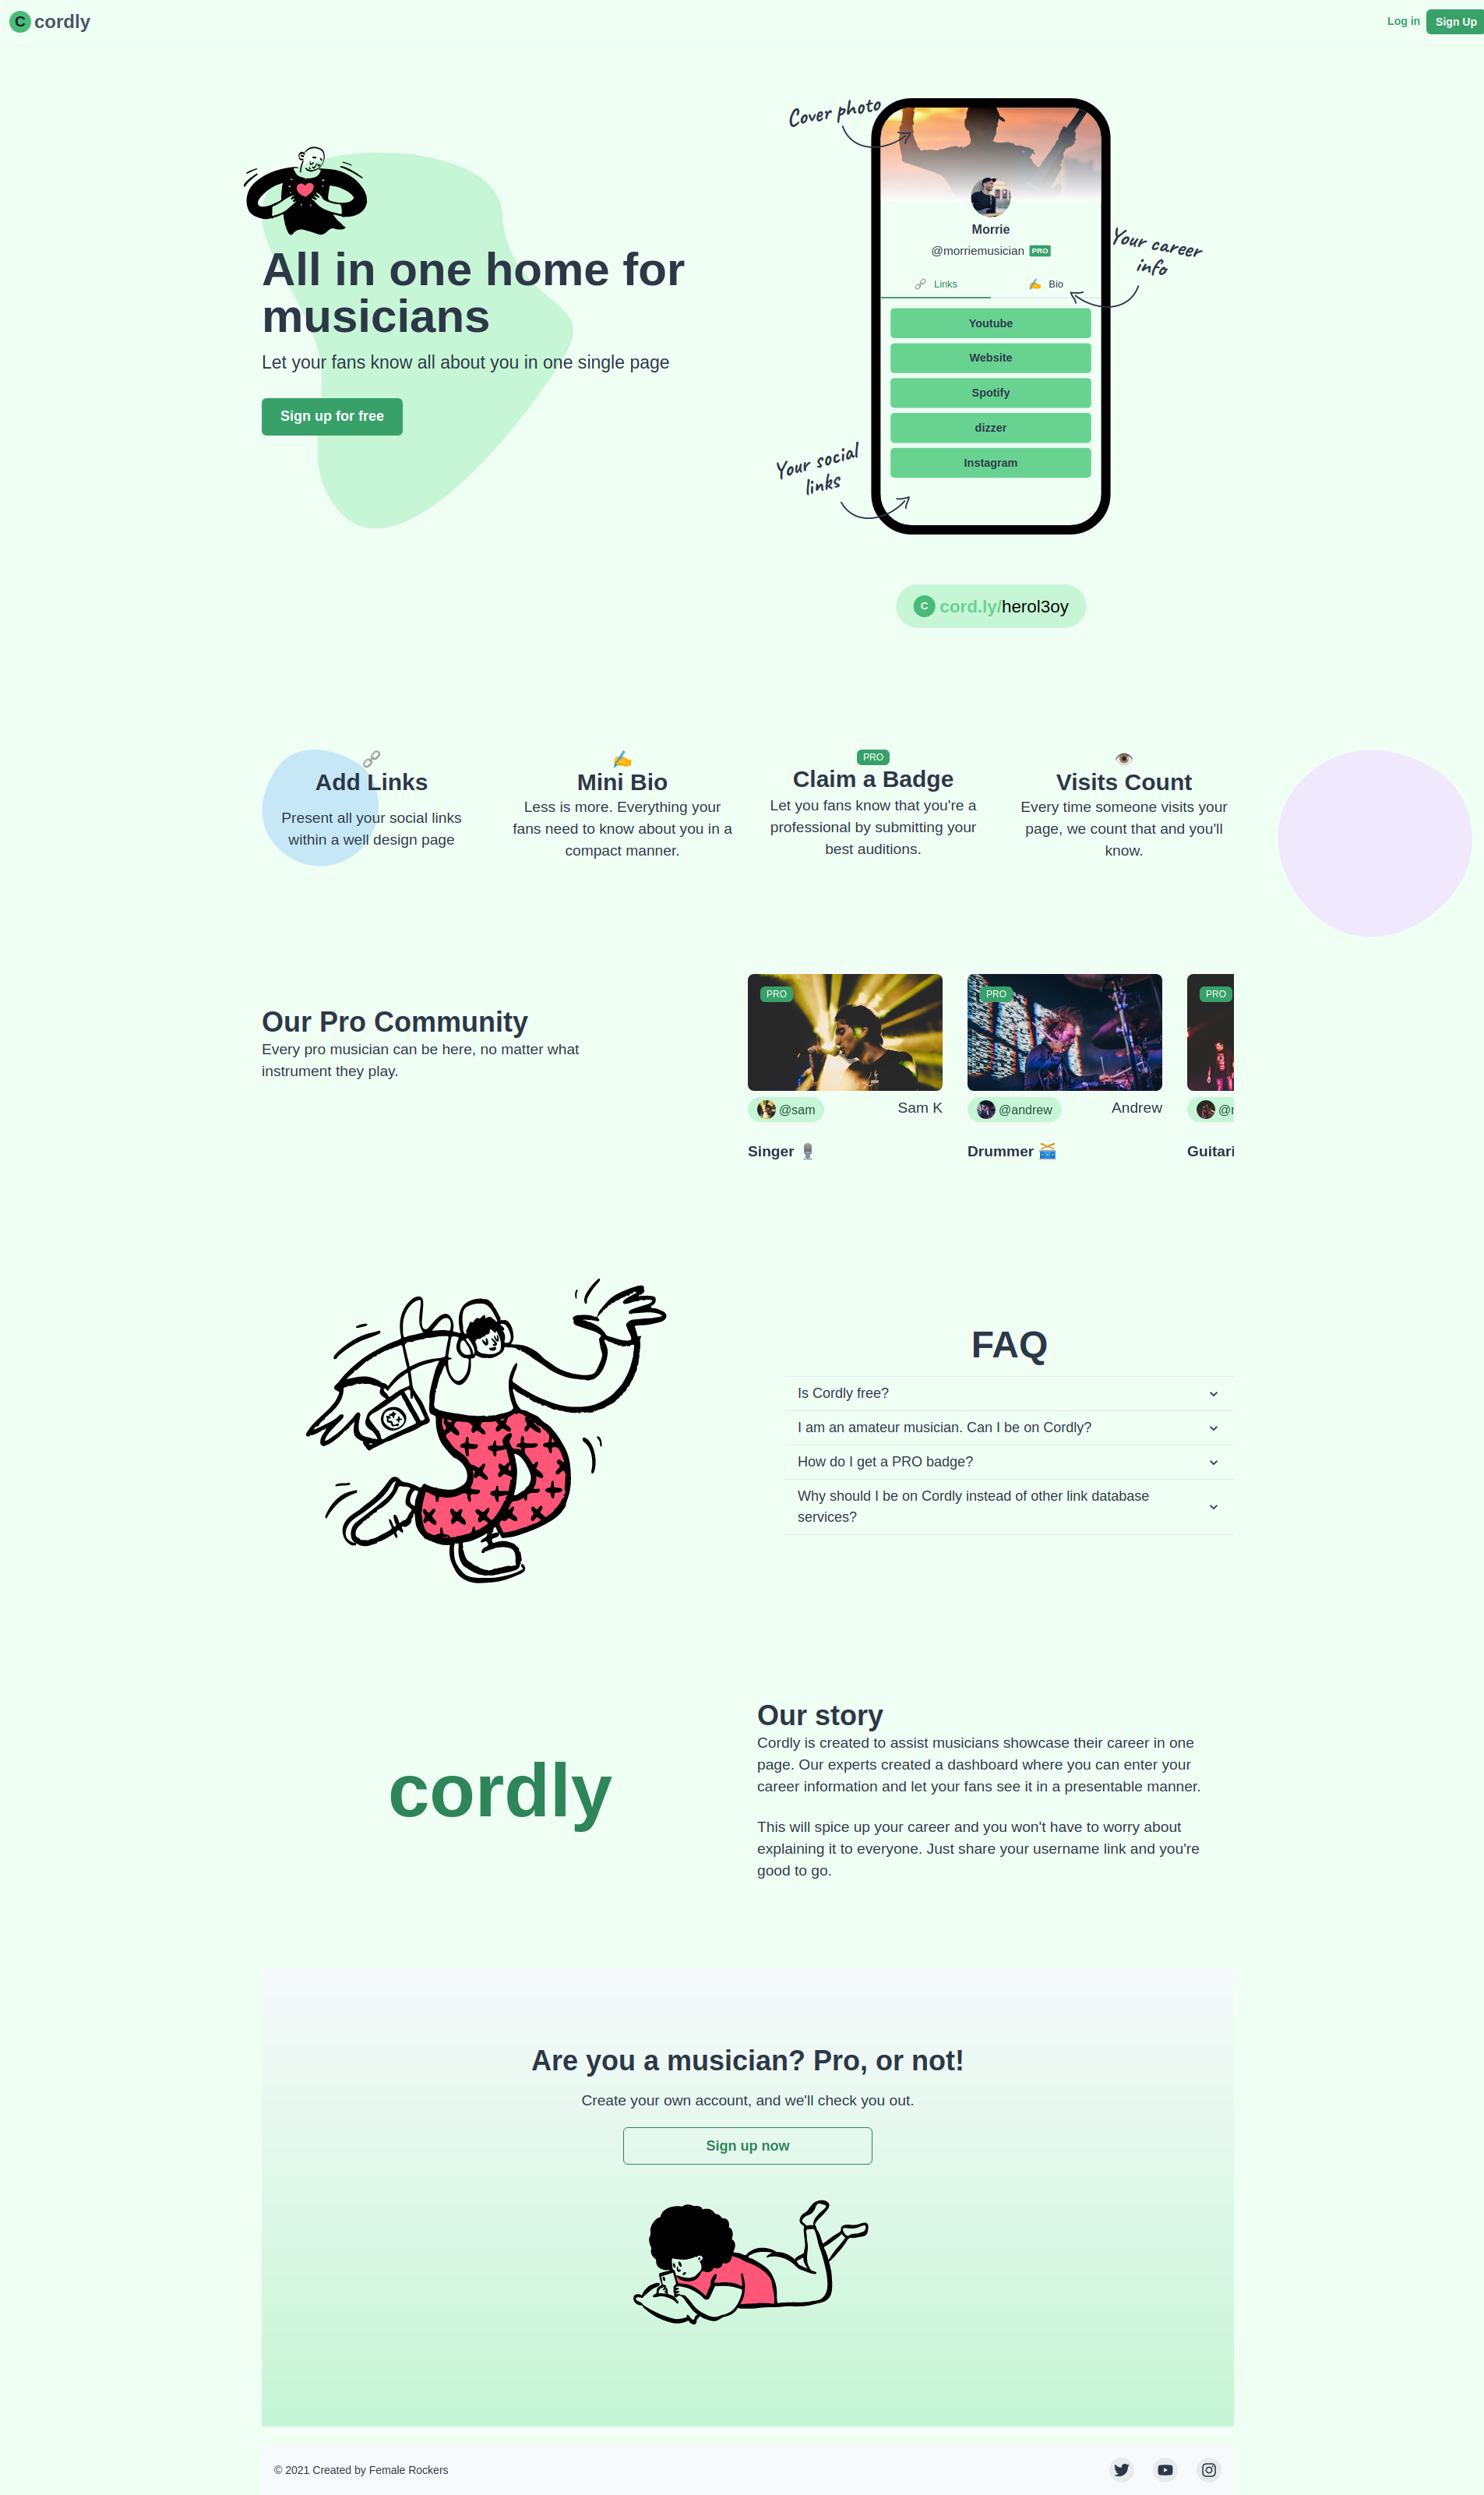 C cordly
Log in
Sign Up
Cover photo
All in one home for
musicians
Let your fans know all about you in one single page
Sign up for free
Morrie
@morriemusician PRO
Your career
info
Links
Bio
Youtube
Website
Spotify
dizzer
Instagram
Your social
links
C cord.ly/herol3oy
Add Links
Present all your social links
within a well design page
Mini Bio
Less is more. Everything your
fans need to know about you in a
compact manner.
PRO
Claim a Badge
Let you fans know that you're a
professional by submitting your
best auditions.
Visits Count
Every time someone visits your
page, we count that and you'll
know.
Our Pro Community
Every pro musician can be here, no matter what
instrument they play.
PRO
@sam
Sam K
Singer
PRO
@andrew
Andrew
Drummer
PRO
FAQ
Is Cordly free?
I am an amateur musician. Can I be on Cordly?
How do I get a PRO badge?
Why should I be on Cordly instead of other link database
services?
cordly
Our story
Cordly is created to assist musicians showcase their career in one
page. Our experts created a dashboard where you can enter your
career information and let your fans see it in a presentable manner.
This will spice up your career and you won't have to worry about
explaining it to everyone. Just share your username link and you're
good to go.
Are you a musician? Pro, or not!
Create your own account, and we'll check you out.
Sign up now
© 2021 Created by Female Rockers